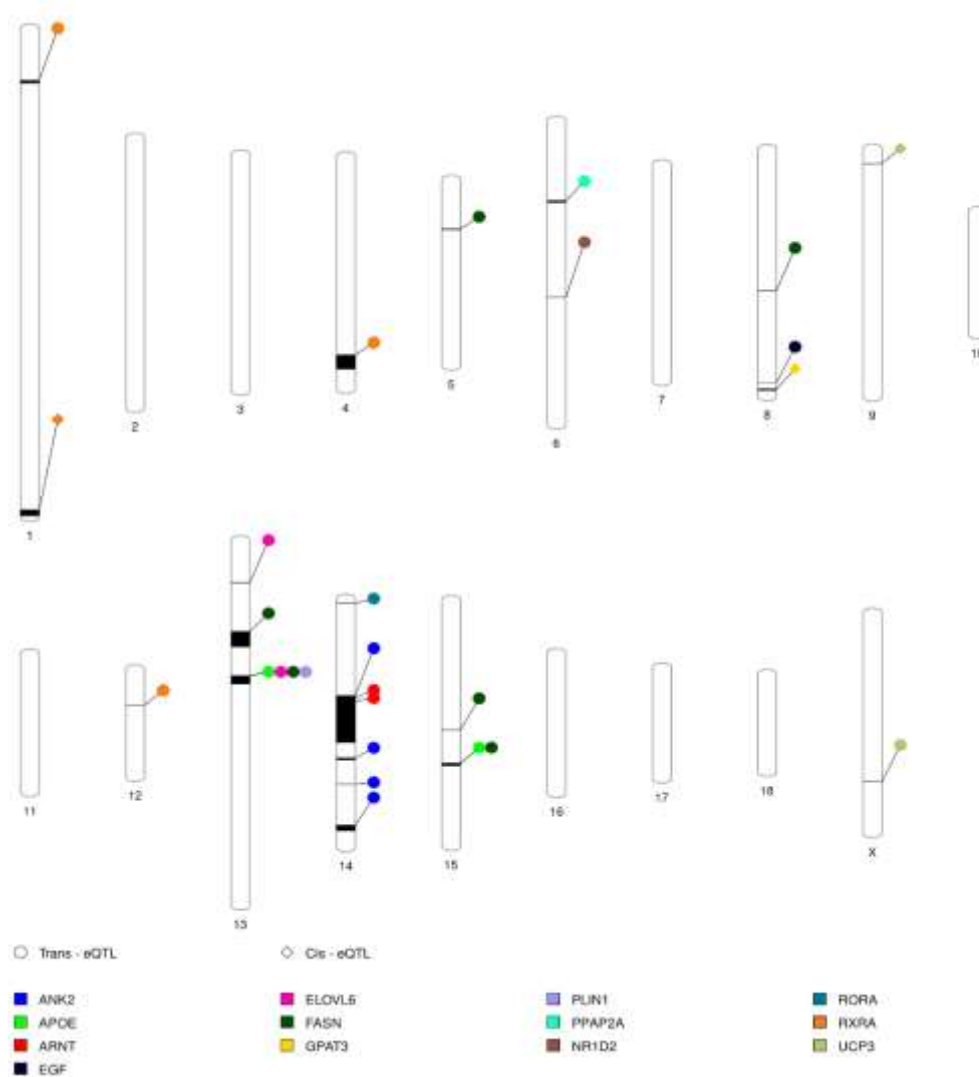 1
2
3
4
5
6
7
8
9
11
12
13
14
15
16
17
18
X
Trans - eQTL
Cis - eQTL
ANK2
ELOVL6
PLIN1
RORA
APOE
FASN
PPAP2A
RXRA
ARNT
GPAT3
NR1D2
UCP3
EGF